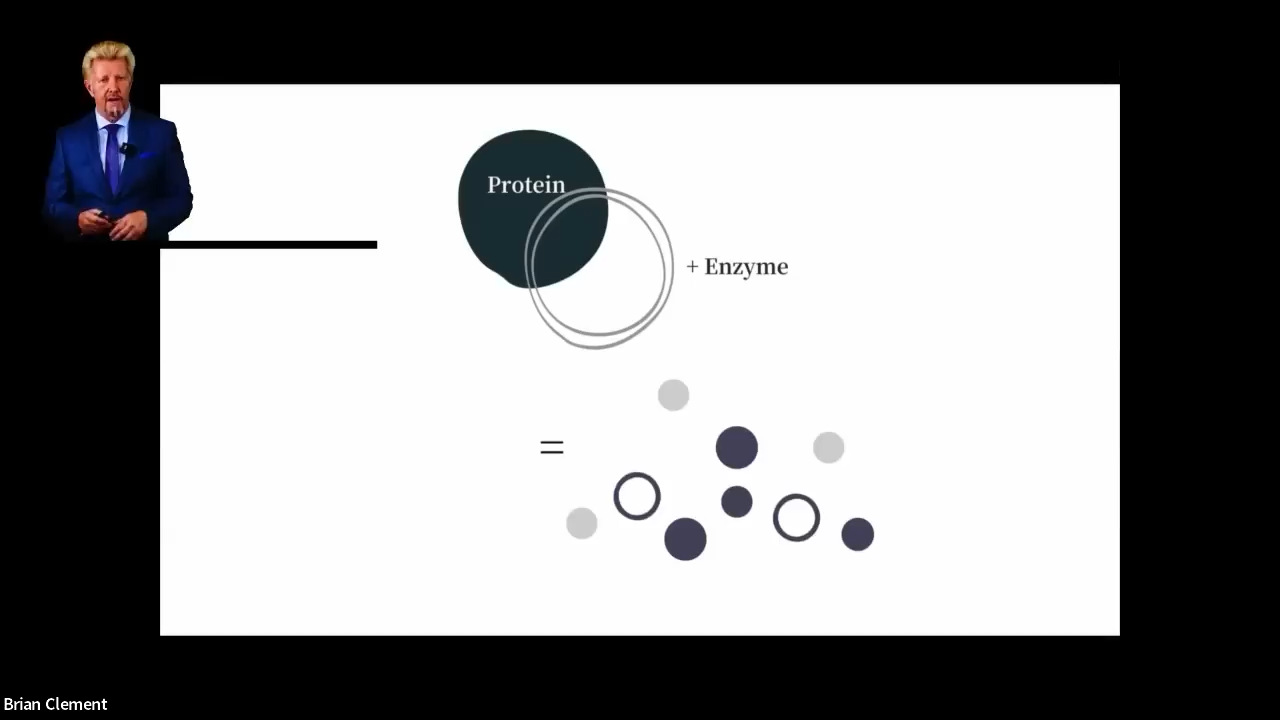 Protein
+ Enzyme
=
Brian Clement